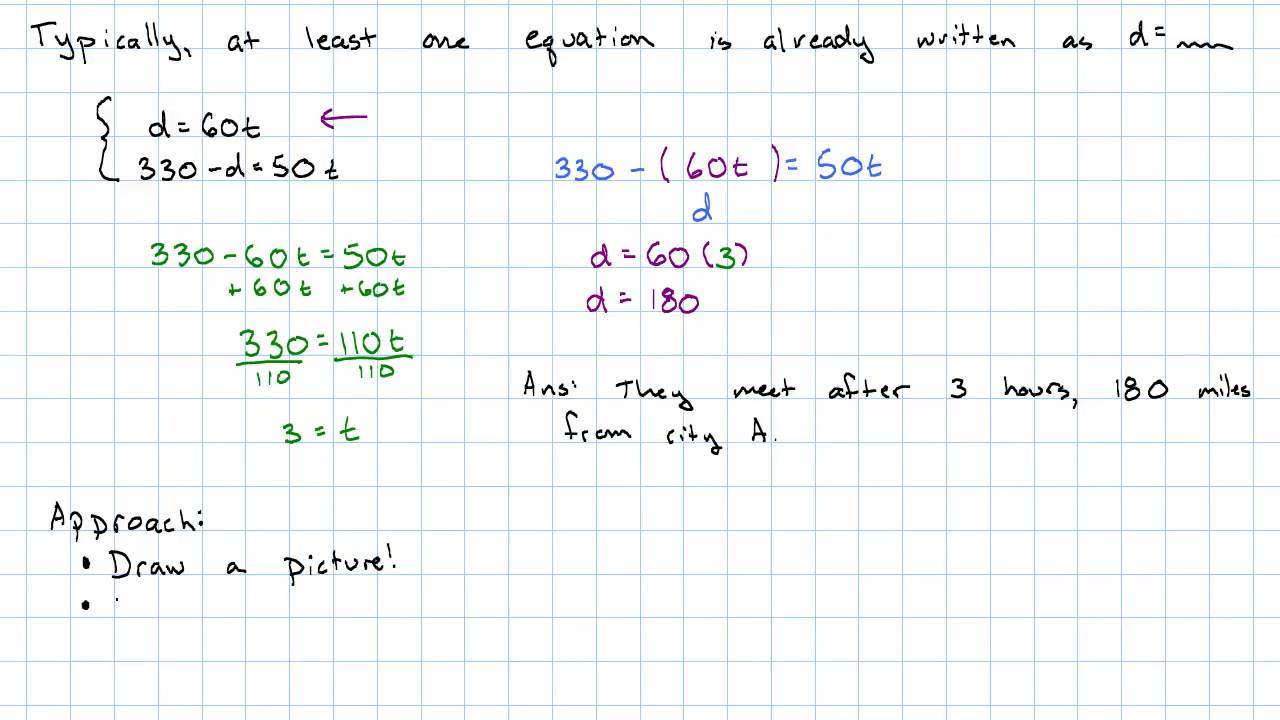 Typically, at least one equation is already written as d=
d = 60t
330 - d = 50t
330 - 60t = 50t
+60t +60t
330 = 110t
110 110
3 = t
330 - (60t) = 50t
d
d = 60(3)
d = 180
Ans: They meet after 3 hours, 180 miles
from city A.
Approach:
• Draw a picture!
•